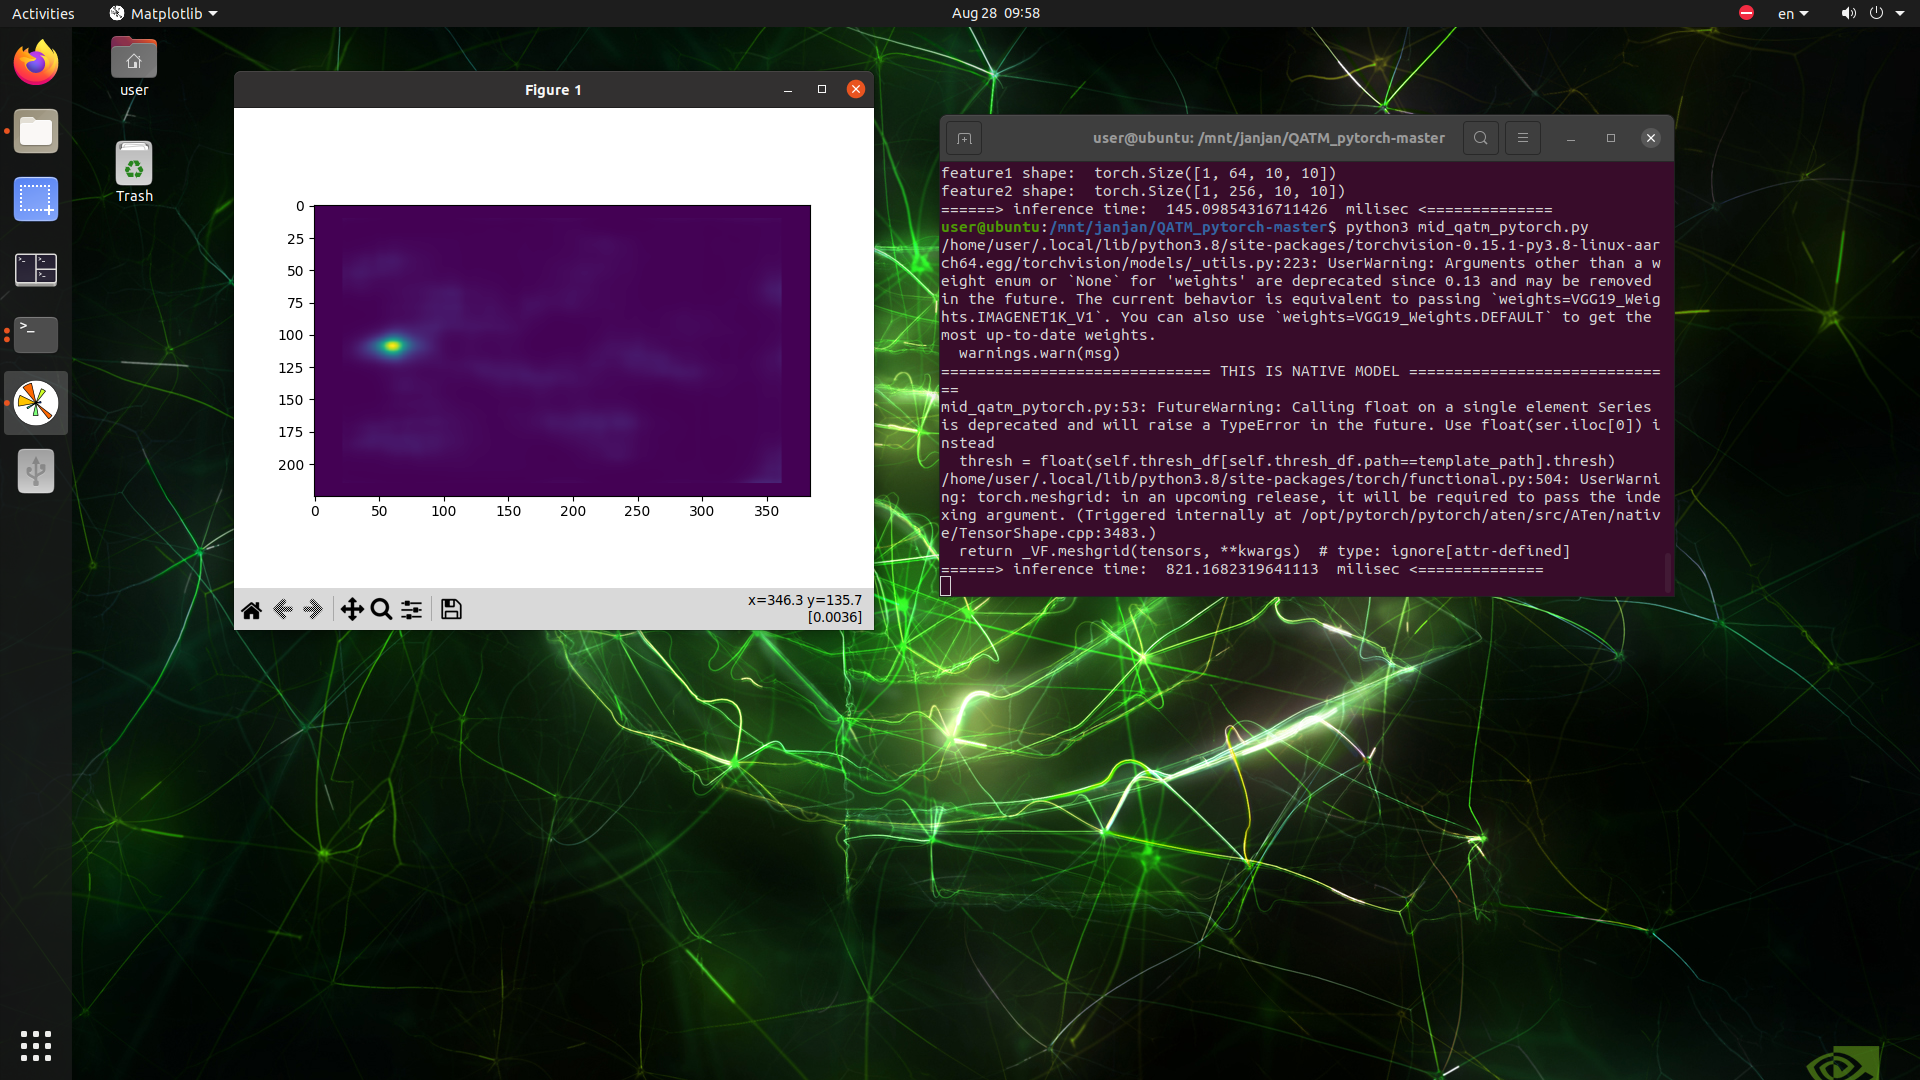 Activities
Matplotlib
Aug 28 09:58
en
user
Trash
Figure 1
0
25
50
75
100
125
150
175
200
0 50 100 150 200 250 300 350
x=346.3 y=135.7
[0.0036]
user@ubuntu: /mnt/janjan/QATM_pytorch-master
feature1 shape:  torch.Size([1, 64, 10, 10])
feature2 shape:  torch.Size([1, 256, 10, 10])
======> inference time:  145.09854316711426  milisec <==============
user@ubuntu:/mnt/janjan/QATM_pytorch-master$ python3 mid_qatm_pytorch.py
/home/user/.local/lib/python3.8/site-packages/torchvision-0.15.1-py3.8-linux-aar
ch64.egg/torchvision/models/_utils.py:223: UserWarning: Arguments other than a w
eight enum or `None` for 'weights' are deprecated since 0.13 and may be removed
in the future. The current behavior is equivalent to passing `weights=VGG19_Weig
hts.IMAGENET1K_V1`. You can also use `weights=VGG19_Weights.DEFAULT` to get the
most up-to-date weights.
  warnings.warn(msg)
============================== THIS IS NATIVE MODEL ============================
==
mid_qatm_pytorch.py:53: FutureWarning: Calling float on a single element Series
is deprecated and will raise a TypeError in the future. Use float(ser.iloc[0]) i
nstead
  thresh = float(self.thresh_df[self.thresh_df.path==template_path].thresh)
/home/user/.local/lib/python3.8/site-packages/torch/functional.py:504: UserWarni
ng: torch.meshgrid: in an upcoming release, it will be required to pass the inde
xing argument. (Triggered internally at /opt/pytorch/pytorch/aten/src/ATen/nativ
e/TensorShape.cpp:3483.)
  return _VF.meshgrid(tensors, **kwargs)  # type: ignore[attr-defined]
======> inference time:  821.1682319641113  milisec <==============